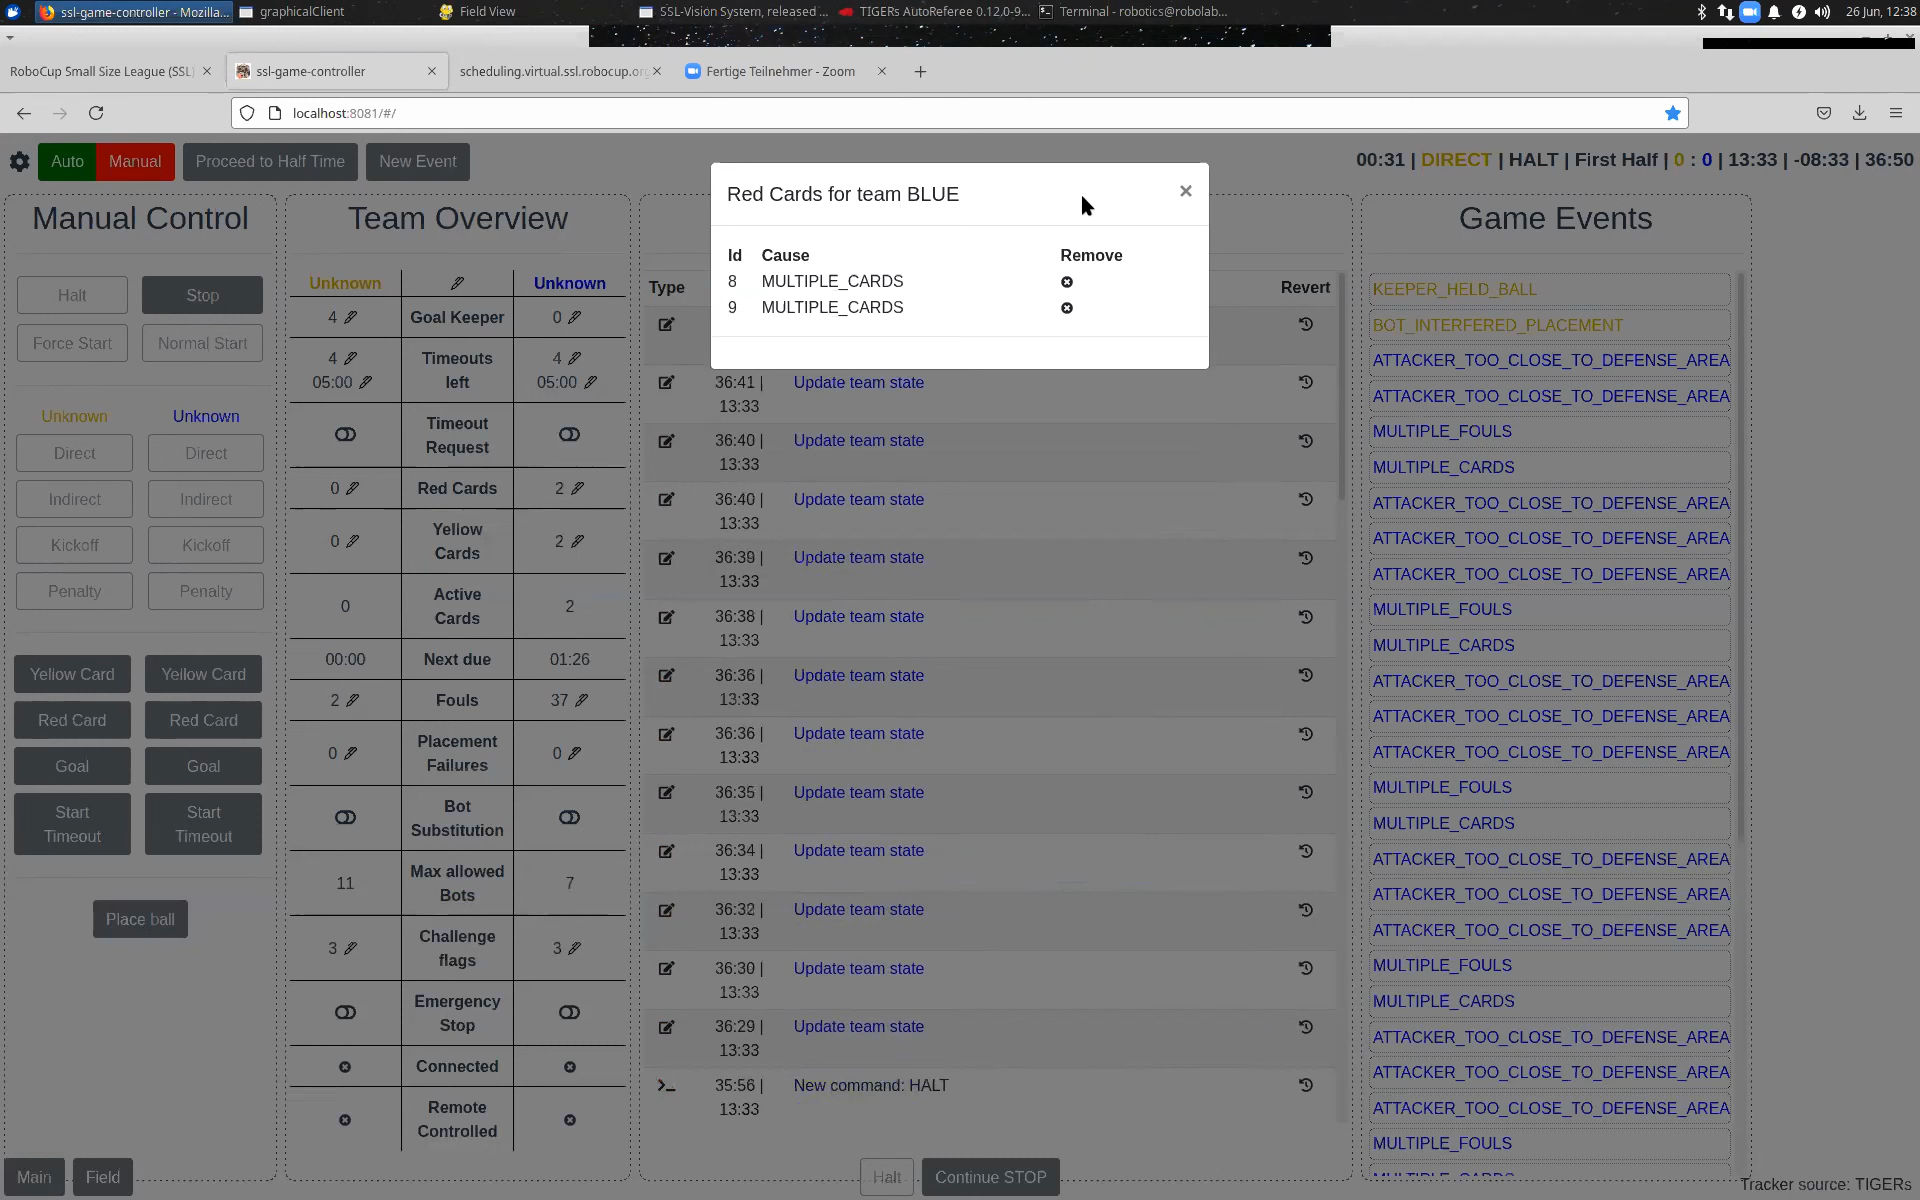 ssl-game-controller - Mozilla...
graphicalClient
Field View
SSL-Vision System, released ...
TIGERs AutoReferee 0.12.0-9...
Terminal - robotics@robolab...
26 Jun, 12:38
RoboCup Small Size League (SSL)
ssl-game-controller
scheduling.virtual.ssl.robocup.org
Fertige Teilnehmer - Zoom
localhost:8081/#/
Auto
Manual
Proceed to Half Time
New Event
00:31 | DIRECT | HALT | First Half | 0 : 0 | 13:33 | -08:33 | 36:50
Red Cards for team BLUE
Id Cause Remove
8 MULTIPLE_CARDS
9 MULTIPLE_CARDS
Manual Control
Halt
Stop
Force Start
Normal Start
Unknown Unknown
Direct Direct
Indirect Indirect
Kickoff Kickoff
Penalty Penalty
Yellow Card Yellow Card
Red Card Red Card
Goal Goal
Start Timeout Start Timeout
Place ball
Main
Field
Team Overview
Unknown Unknown
4 Goal Keeper 0
4 Timeouts 4
05:00 left 05:00
Timeout
Request
0 Red Cards 2
0 Yellow Cards 2
0 Active Cards 2
00:00 Next due 01:26
2 Fouls 37
0 Placement Failures 0
Bot
Substitution
11 Max allowed Bots 7
3 Challenge flags 3
Emergency
Stop
Connected
Remote
Controlled
Type Revert
36:41 | Update team state
13:33
36:40 | Update team state
13:33
36:40 | Update team state
13:33
36:39 | Update team state
13:33
36:38 | Update team state
13:33
36:36 | Update team state
13:33
36:36 | Update team state
13:33
36:35 | Update team state
13:33
36:34 | Update team state
13:33
36:32 | Update team state
13:33
36:30 | Update team state
13:33
36:29 | Update team state
13:33
35:56 | New command: HALT
13:33
Halt
Continue STOP
Game Events
KEEPER_HELD_BALL
BOT_INTERFERED_PLACEMENT
ATTACKER_TOO_CLOSE_TO_DEFENSE_AREA
ATTACKER_TOO_CLOSE_TO_DEFENSE_AREA
MULTIPLE_FOULS
MULTIPLE_CARDS
ATTACKER_TOO_CLOSE_TO_DEFENSE_AREA
ATTACKER_TOO_CLOSE_TO_DEFENSE_AREA
ATTACKER_TOO_CLOSE_TO_DEFENSE_AREA
MULTIPLE_FOULS
MULTIPLE_CARDS
ATTACKER_TOO_CLOSE_TO_DEFENSE_AREA
ATTACKER_TOO_CLOSE_TO_DEFENSE_AREA
ATTACKER_TOO_CLOSE_TO_DEFENSE_AREA
MULTIPLE_FOULS
MULTIPLE_CARDS
ATTACKER_TOO_CLOSE_TO_DEFENSE_AREA
ATTACKER_TOO_CLOSE_TO_DEFENSE_AREA
ATTACKER_TOO_CLOSE_TO_DEFENSE_AREA
MULTIPLE_FOULS
MULTIPLE_CARDS
ATTACKER_TOO_CLOSE_TO_DEFENSE_AREA
ATTACKER_TOO_CLOSE_TO_DEFENSE_AREA
ATTACKER_TOO_CLOSE_TO_DEFENSE_AREA
MULTIPLE_FOULS
Tracker source: TIGERs